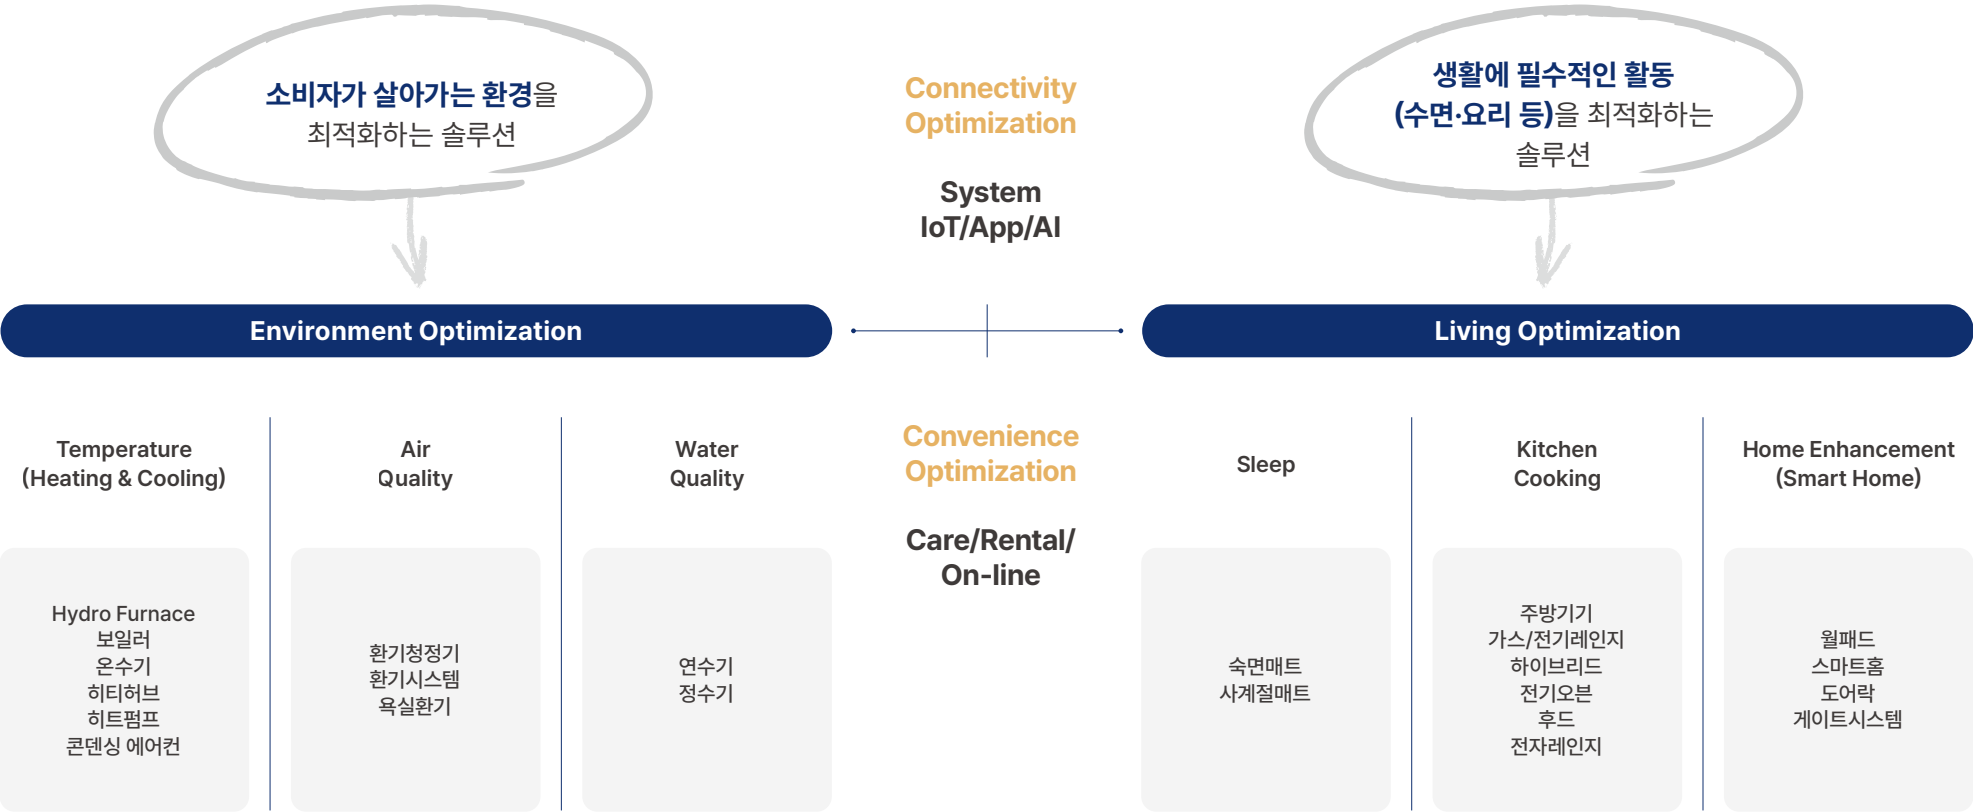 소비자가 살아가는 환경을
최적화하는 솔루션
Connectivity
Optimization
System
IoT/App/AI
생활에 필수적인 활동
(수면·요리 등)을 최적화하는
솔루션
Environment Optimization
Living Optimization
Temperature
(Heating & Cooling)
Air
Quality
Water
Quality
Convenience
Optimization
Care/Rental/
On-line
Sleep
Kitchen
Cooking
Home Enhancement
(Smart Home)
Hydro Furnace
보일러
온수기
히티허브
히트펌프
콘덴싱 에어컨
환기청정기
환기시스템
욕실환기
연수기
정수기
숙면매트
사계절매트
주방기기
가스/전기레인지
하이브리드
전기오븐
후드
전자레인지
월패드
스마트홈
도어락
게이트시스템